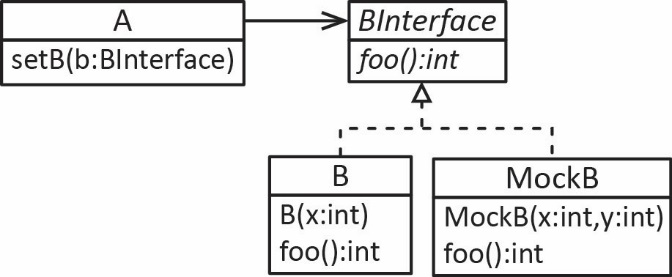 A
setB(b:BInterface)
BInterface
foo():int
B
B(x:int)
foo():int
MockB
MockB(x:int,y:int)
foo():int